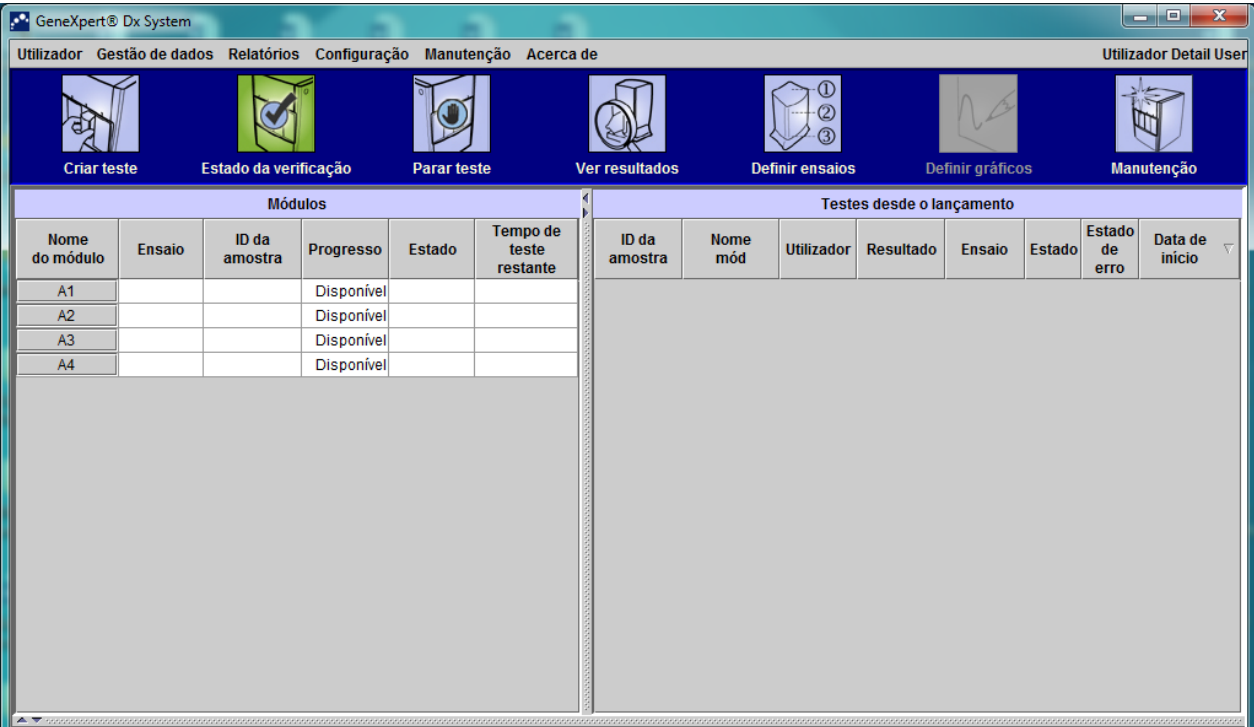 GeneXpert® Dx System
Utilizador Gestão de dados Relatórios Configuração Manutenção Acerca de Utilizador Detail User
①
②
③
Criar teste Estado da verificação Parar teste Ver resultados Definir ensaios Definir gráficos Manutenção
Módulos
Nome do módulo Ensaio ID da amostra Progresso Estado Tempo de teste restante
A1 Disponível
A2 Disponível
A3 Disponível
A4 Disponível
Testes desde o lançamento
ID da amostra Nome mód Utilizador Resultado Ensaio Estado Estado de erro Data de início